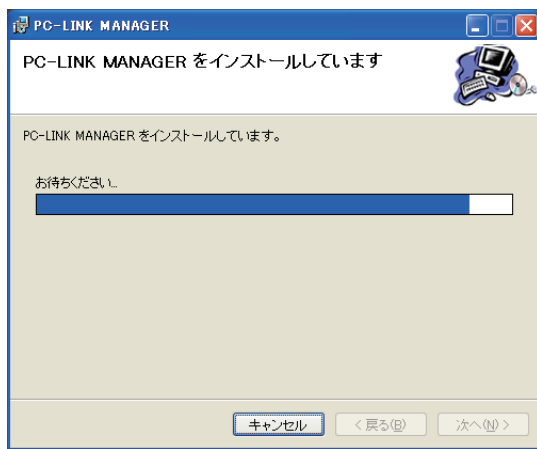 PC-LINK MANAGER
PC-LINK MANAGER をインストールしています
PC-LINK MANAGER をインストールしています。
お待ちください...
キャンセル
< 戻る(B)
次へ(N) >